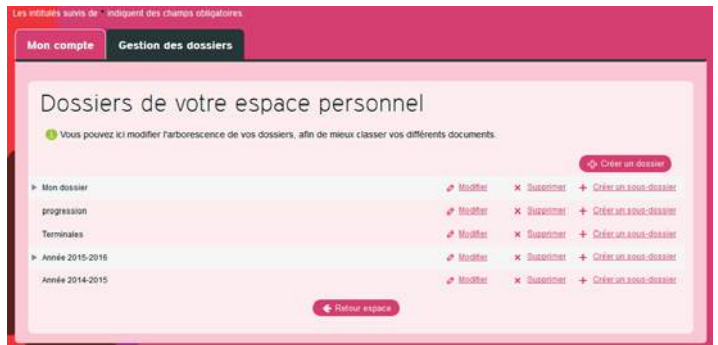 Les intitulés suivis de * indiquent des champs obligatoires.
Mon compte Gestion des dossiers
Dossiers de votre espace personnel
Vous pouvez ici modifier l'arborescence de vos dossiers, afin de mieux classer vos différents documents.
Créer un dossier
Mon dossier Modifier Supprimer Créer un sous-dossier
progression Modifier Supprimer Créer un sous-dossier
Terminales Modifier Supprimer Créer un sous-dossier
Année 2015-2016 Modifier Supprimer Créer un sous-dossier
Année 2014-2015 Modifier Supprimer Créer un sous-dossier
Retour espace